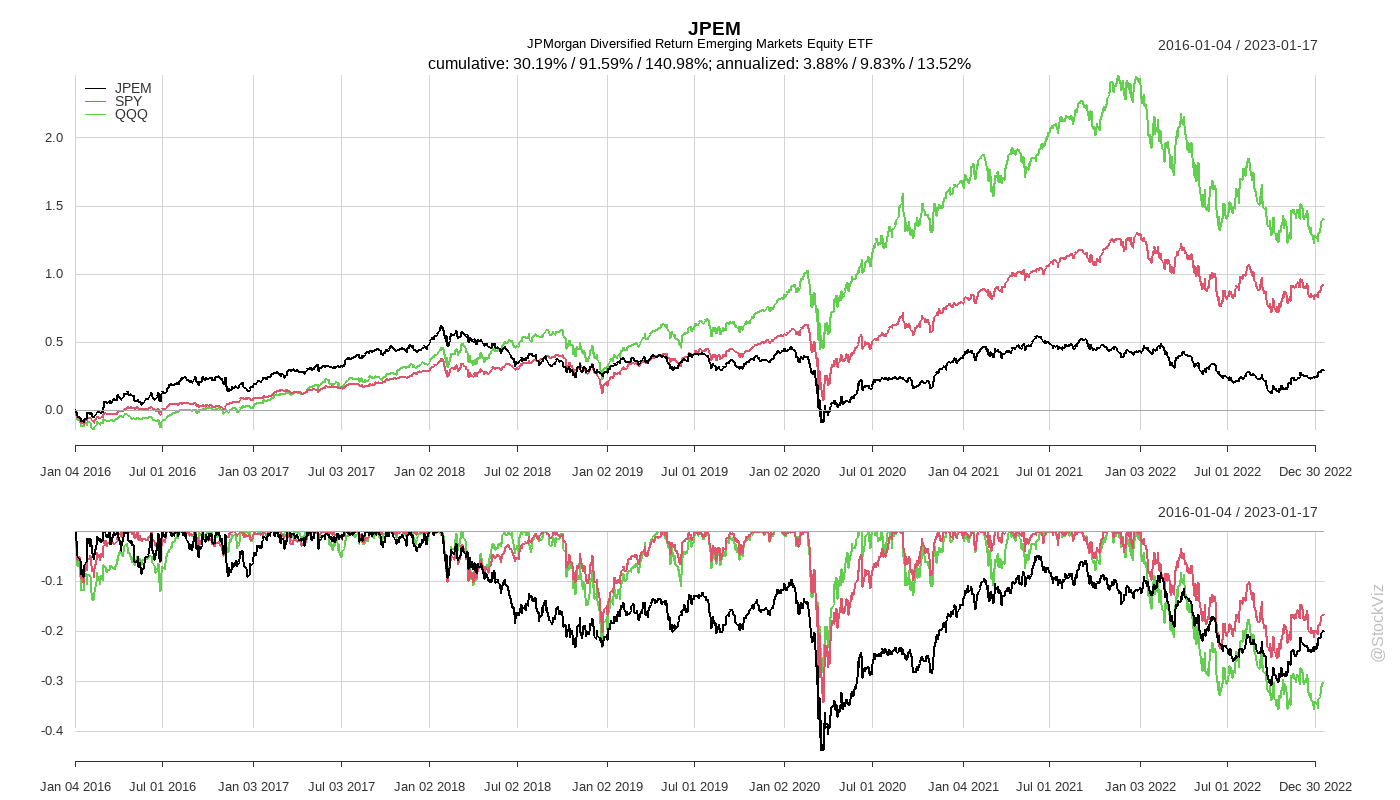 JPEM
JPMorgan Diversified Return Emerging Markets Equity ETF
2016-01-04 / 2023-01-17
cumulative: 30.19% / 91.59% / 140.98%; annualized: 3.88% / 9.83% / 13.52%
JPEM
SPY
QQQ
2.0
1.5
1.0
0.5
0.0
Jan 04 2016 Jul 01 2016 Jan 03 2017 Jul 03 2017 Jan 02 2018 Jul 02 2018 Jan 02 2019 Jul 01 2019 Jan 02 2020 Jul 01 2020 Jan 04 2021 Jul 01 2021 Jan 03 2022 Jul 01 2022 Dec 30 2022
2016-01-04 / 2023-01-17
-0.1
-0.2
-0.3
-0.4
Jan 04 2016 Jul 01 2016 Jan 03 2017 Jul 03 2017 Jan 02 2018 Jul 02 2018 Jan 02 2019 Jul 01 2019 Jan 02 2020 Jul 01 2020 Jan 04 2021 Jul 01 2021 Jan 03 2022 Jul 01 2022 Dec 30 2022
@StockViz